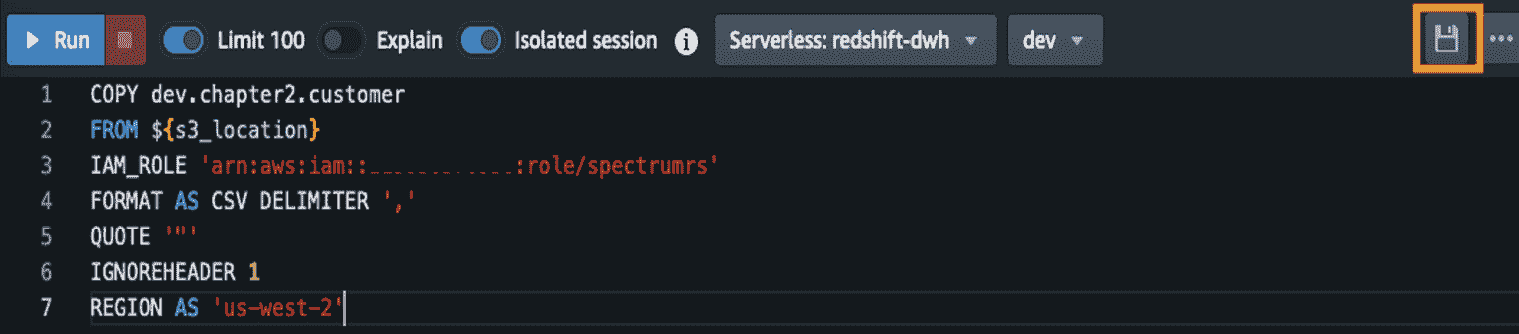 Run Limit 100 Explain Isolated session i Serverless: redshift-dwh dev
1 COPY dev.chapter2.customer
2 FROM ${s3_location}
3 IAM_ROLE 'arn:aws:iam:: :role/spectrumrs'
4 FORMAT AS CSV DELIMITER ','
5 QUOTE '"'
6 IGNOREHEADER 1
7 REGION AS 'us-west-2'